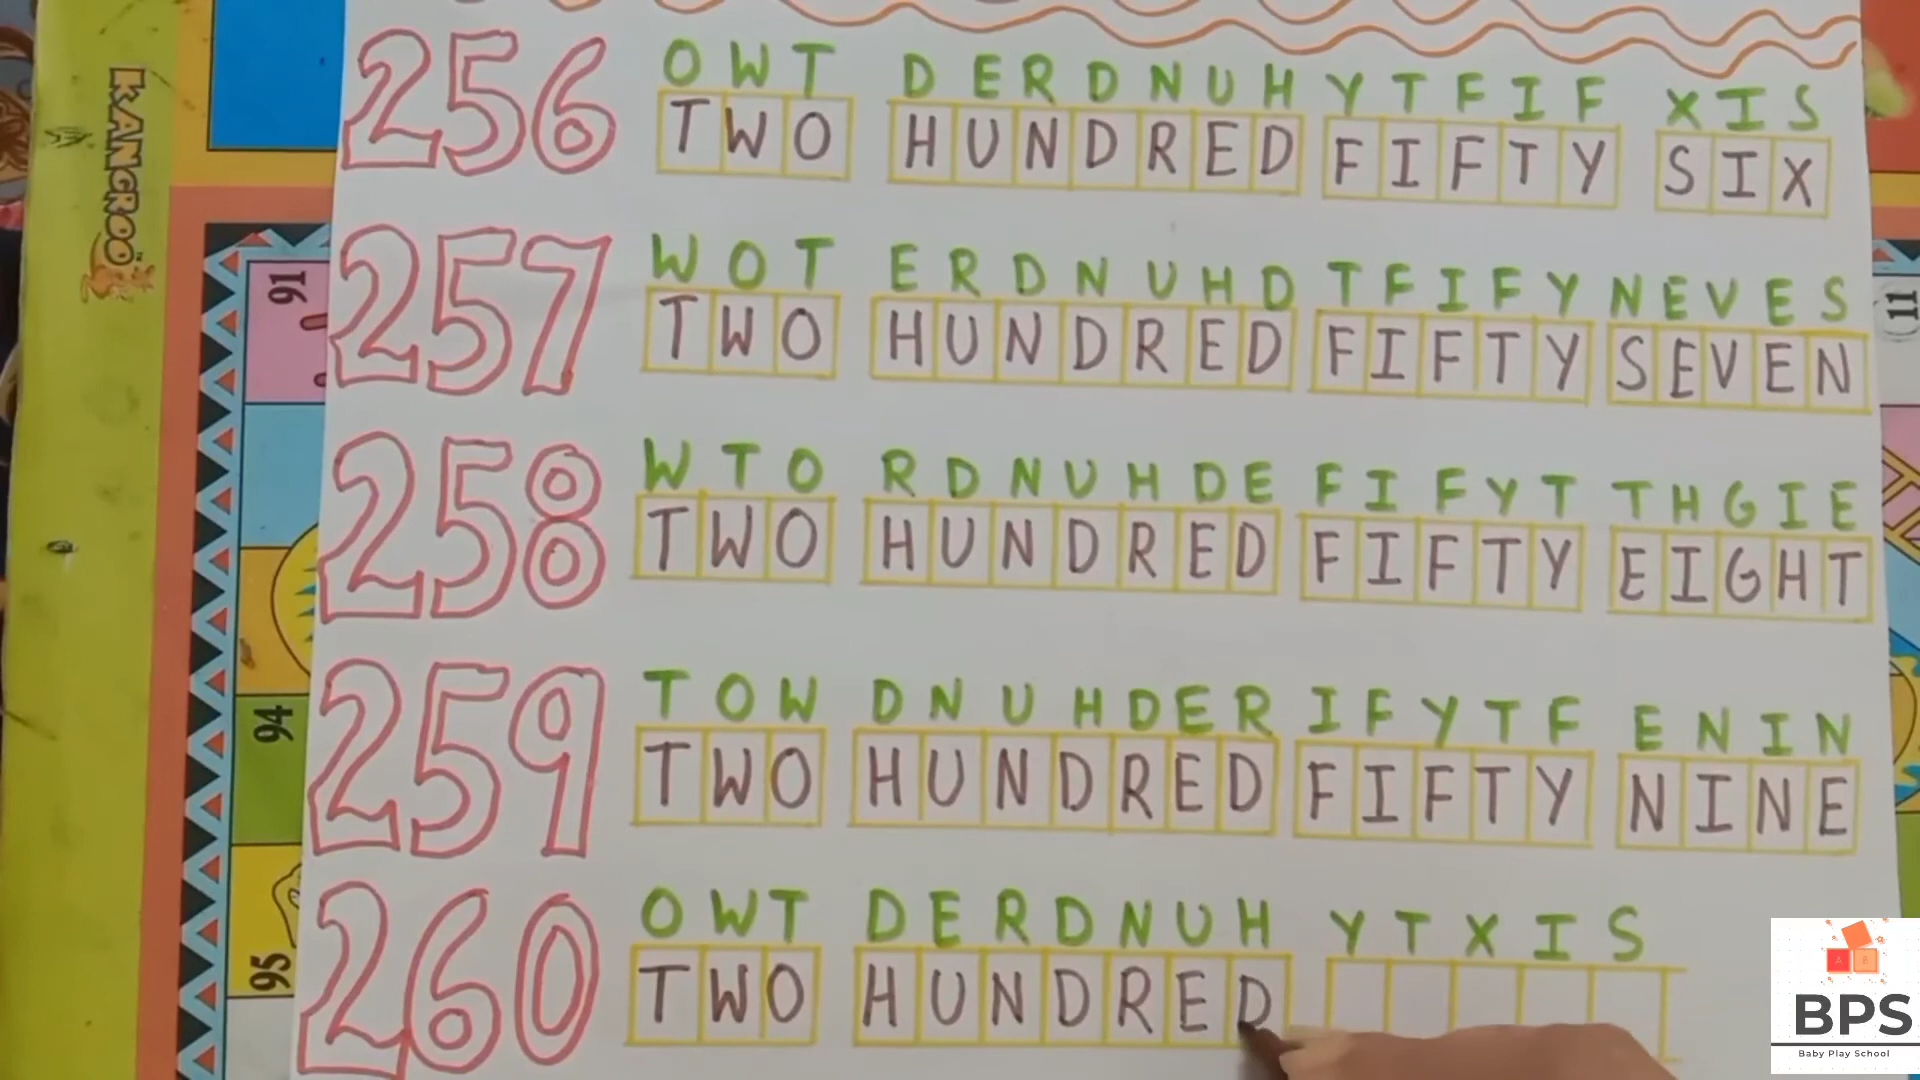 256 OWT DERDNUH YTFIF XIS
TWO HUNDRED FIFTY SIX
257 WOT ERDNUHD TFIFY NEVES
TWO HUNDRED FIFTY SEVEN
258 WTO RDNUHDE FIFYT THGIE
TWO HUNDRED FIFTY EIGHT
259 TOW DNUHDER IFYTF ENIN
TWO HUNDRED FIFTY NINE
260 OWT DERDNUH YTXIS
TWO HUNDRED
KANGROO
91
94
95
11
A B
BPS
Baby Play School